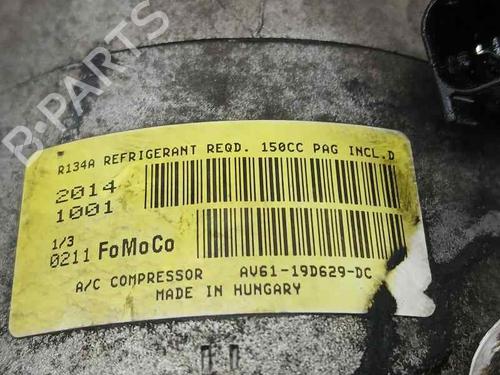 R134A REFRIGERANT REQD. 150CC PAG INCL.D
2014
1001
1/3
0211 FoMoCo
A/C COMPRESSOR AV61-19D629-DC
MADE IN HUNGARY
B-PARTS